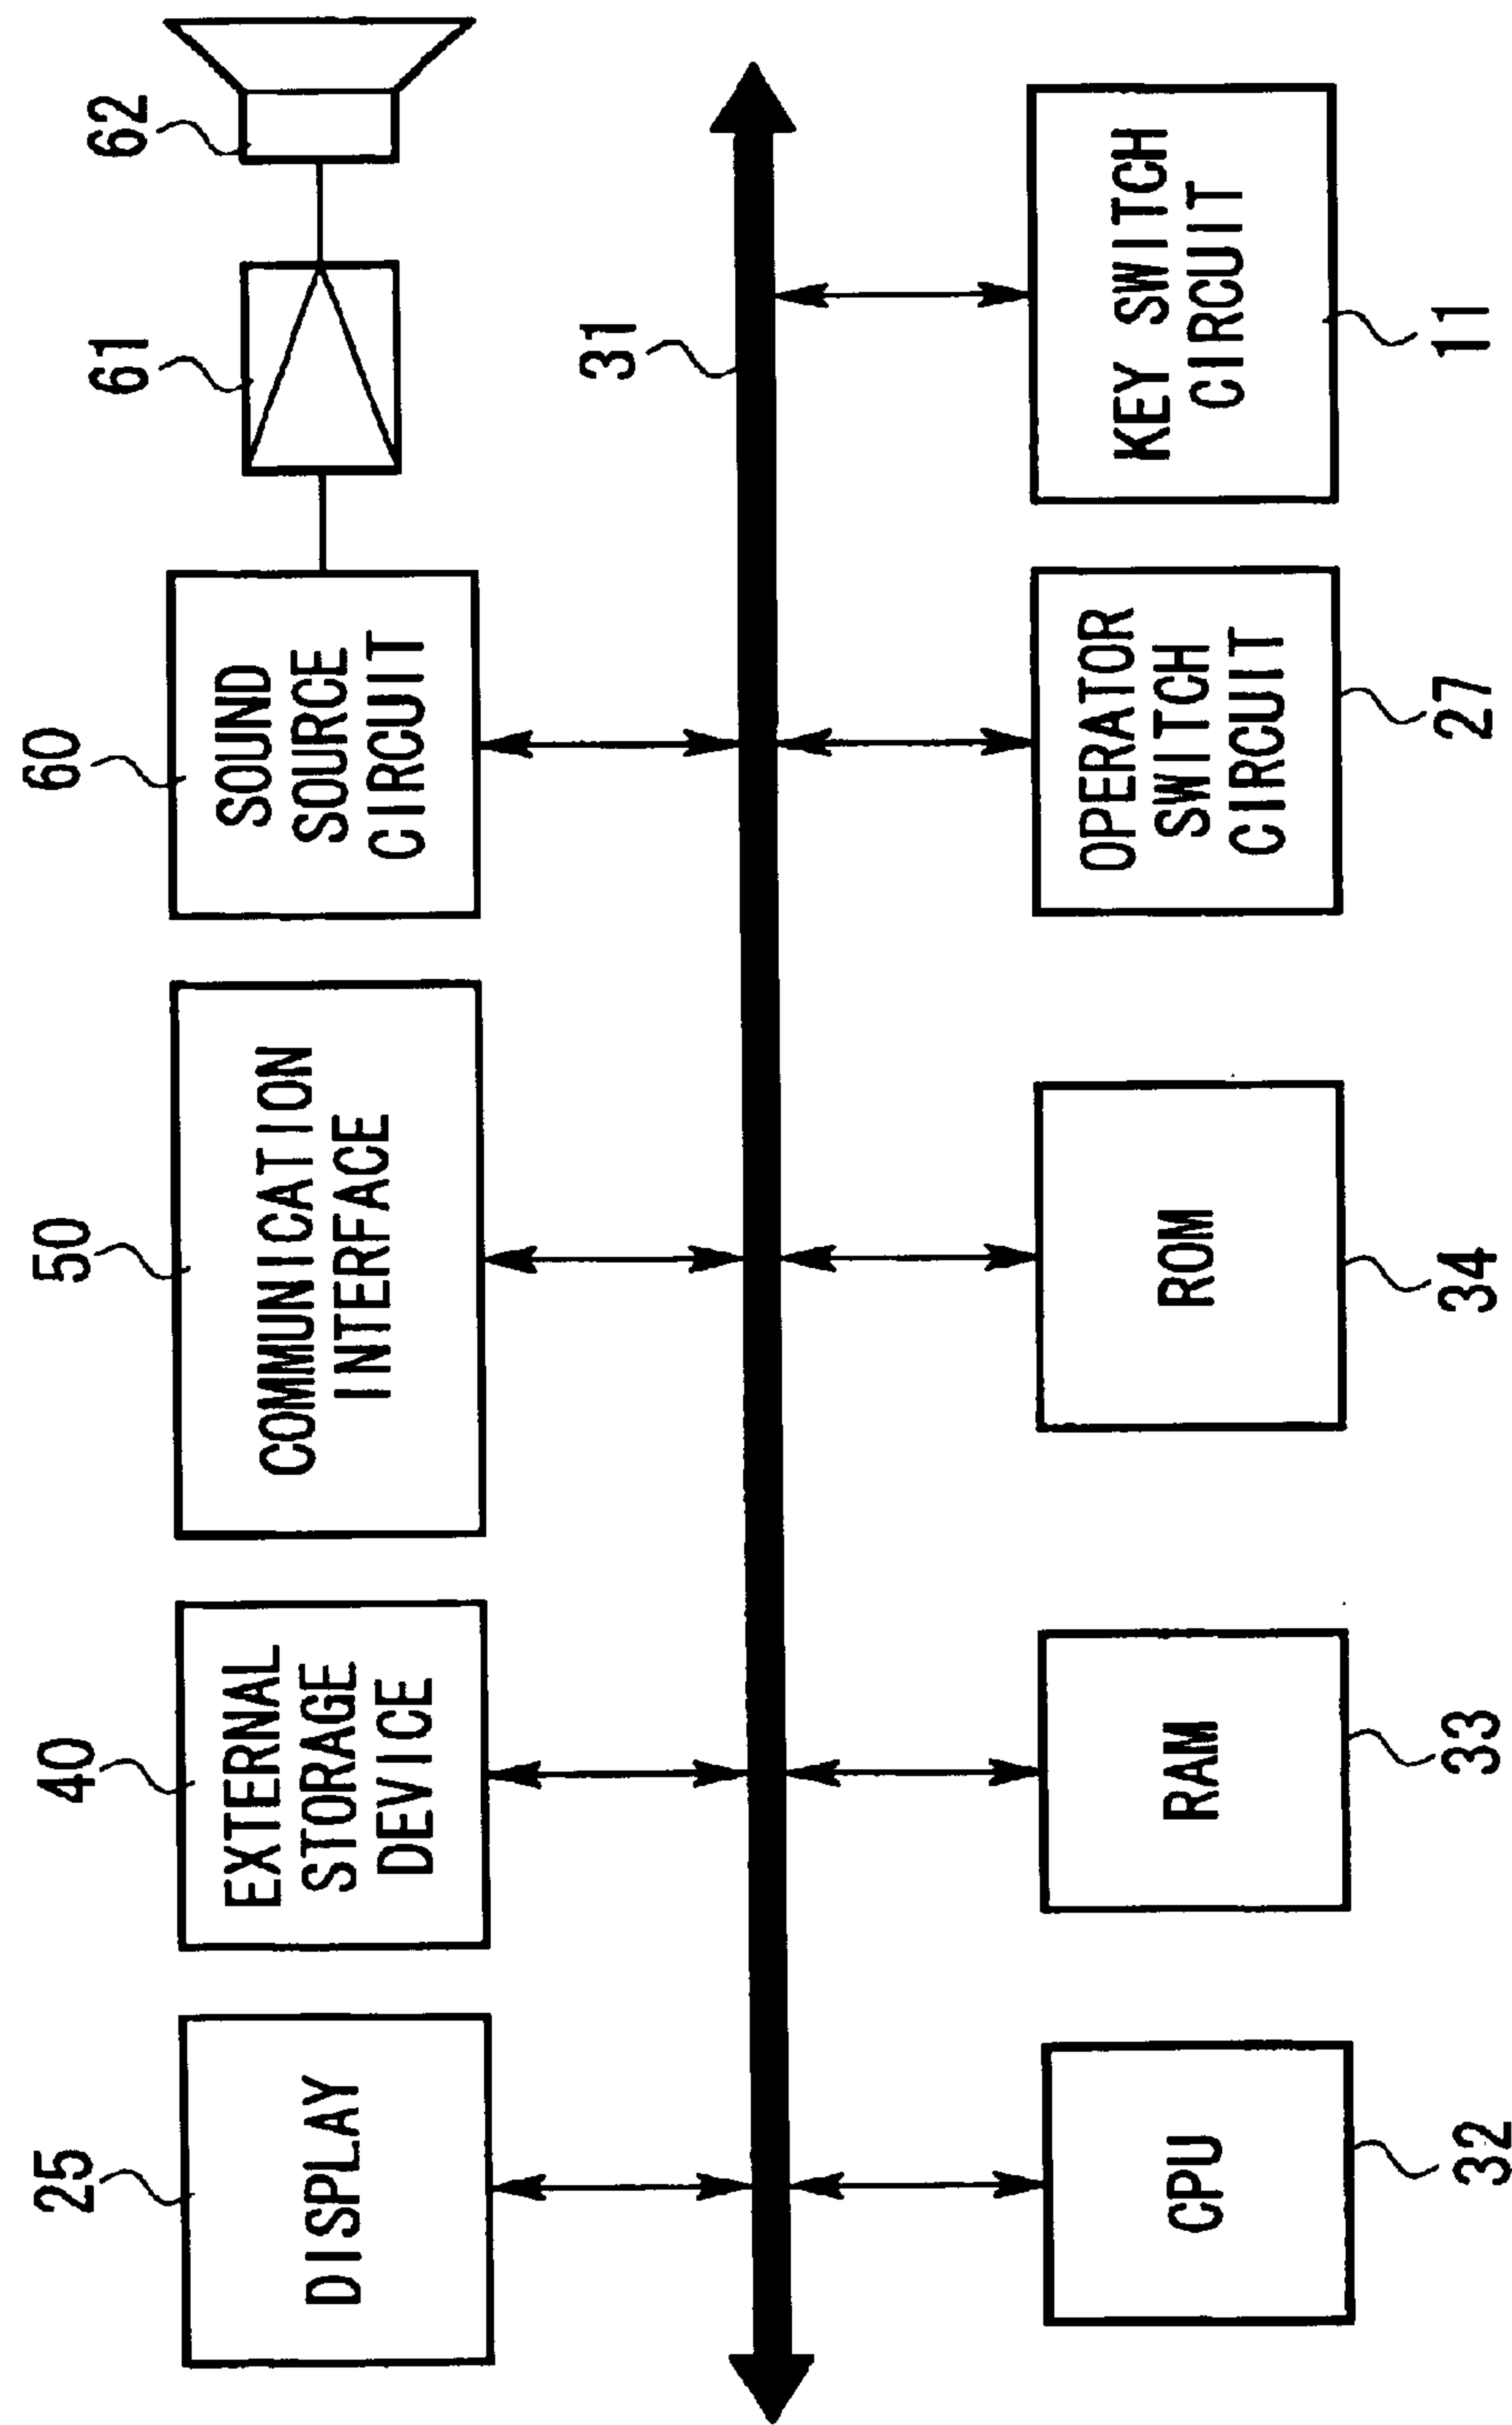 25
DISPLAY
40
EXTERNAL
STORAGE
DEVICE
50
COMMUNICATION
INTERFACE
60
SOUND
SOURCE
CIRCUIT
61
62
31
CPU
32
RAM
33
ROM
34
OPERATOR
SWITCH
CIRCUIT
27
KEY SWITCH
CIRCUIT
11